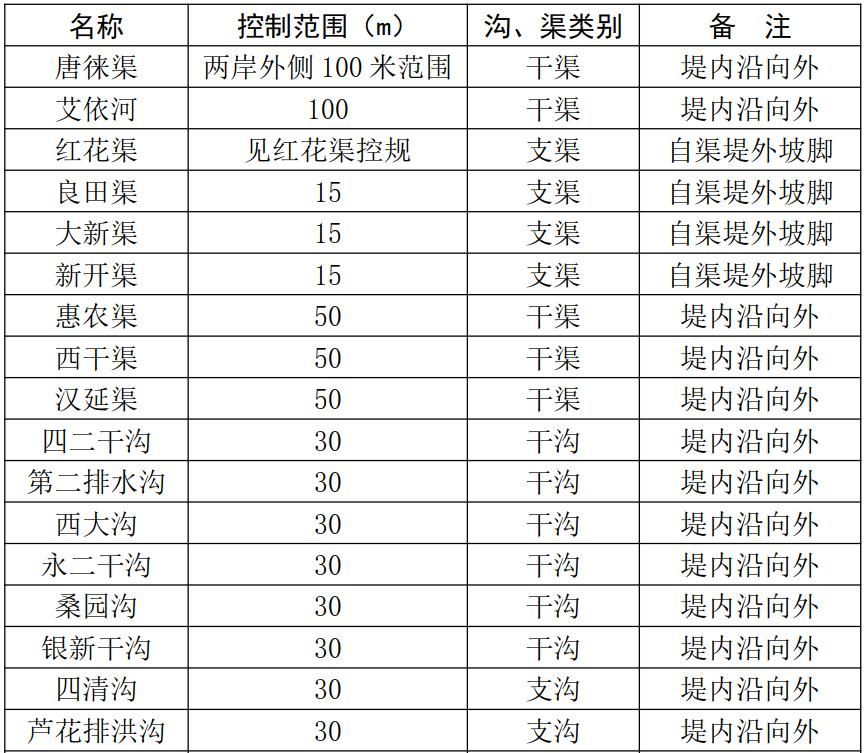 名称 控制范围（m） 沟、渠类别 备 注
唐徕渠 两岸外侧 100 米范围 干渠 堤内沿向外
艾依河 100 干渠 堤内沿向外
红花渠 见红花渠控规 支渠 自渠堤外坡脚
良田渠 15 支渠 自渠堤外坡脚
大新渠 15 支渠 自渠堤外坡脚
新开渠 15 支渠 自渠堤外坡脚
惠农渠 50 干渠 堤内沿向外
西干渠 50 干渠 堤内沿向外
汉延渠 50 干渠 堤内沿向外
四二干沟 30 干沟 堤内沿向外
第二排水沟 30 干沟 堤内沿向外
西大沟 30 干沟 堤内沿向外
永二干沟 30 干沟 堤内沿向外
桑园沟 30 干沟 堤内沿向外
银新干沟 30 干沟 堤内沿向外
四清沟 30 支沟 堤内沿向外
芦花排洪沟 30 支沟 堤内沿向外